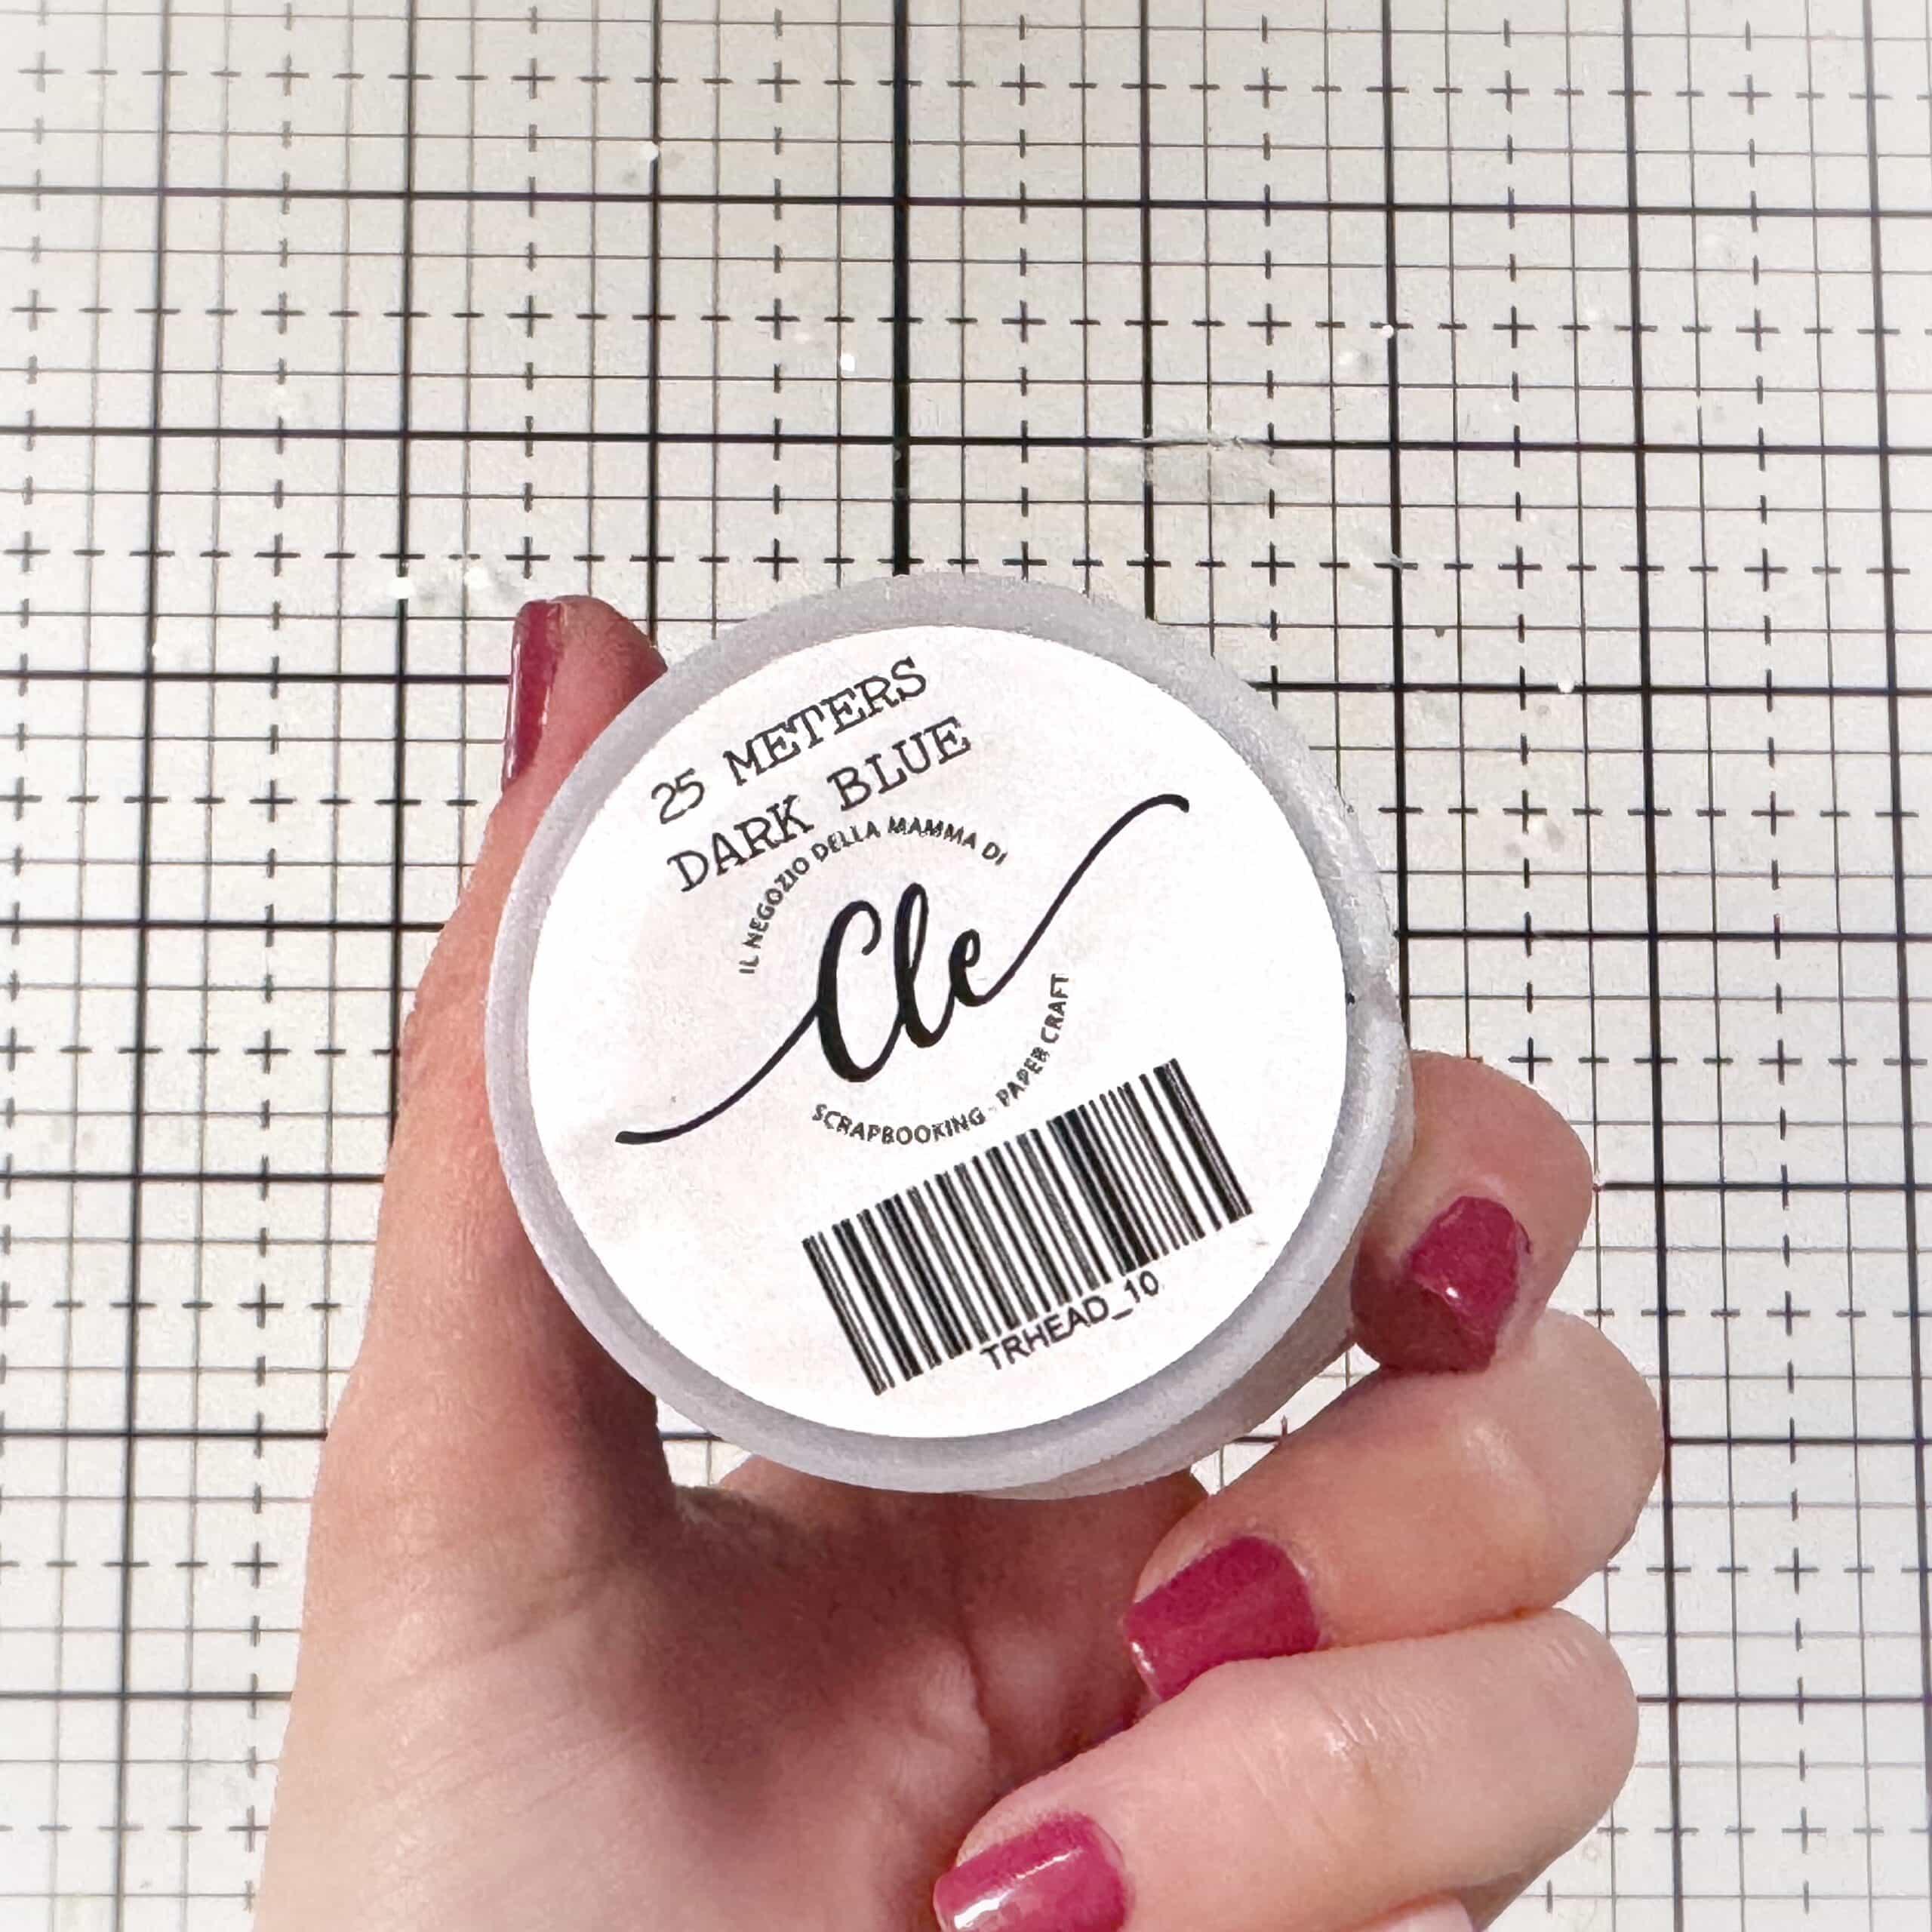 25 METERS
DARK BLUE
IL NEGOZIO DELLA MAMMA DI
Cle
SCRAPBOOKING - PAPER CRAFT
TRHEAD_10